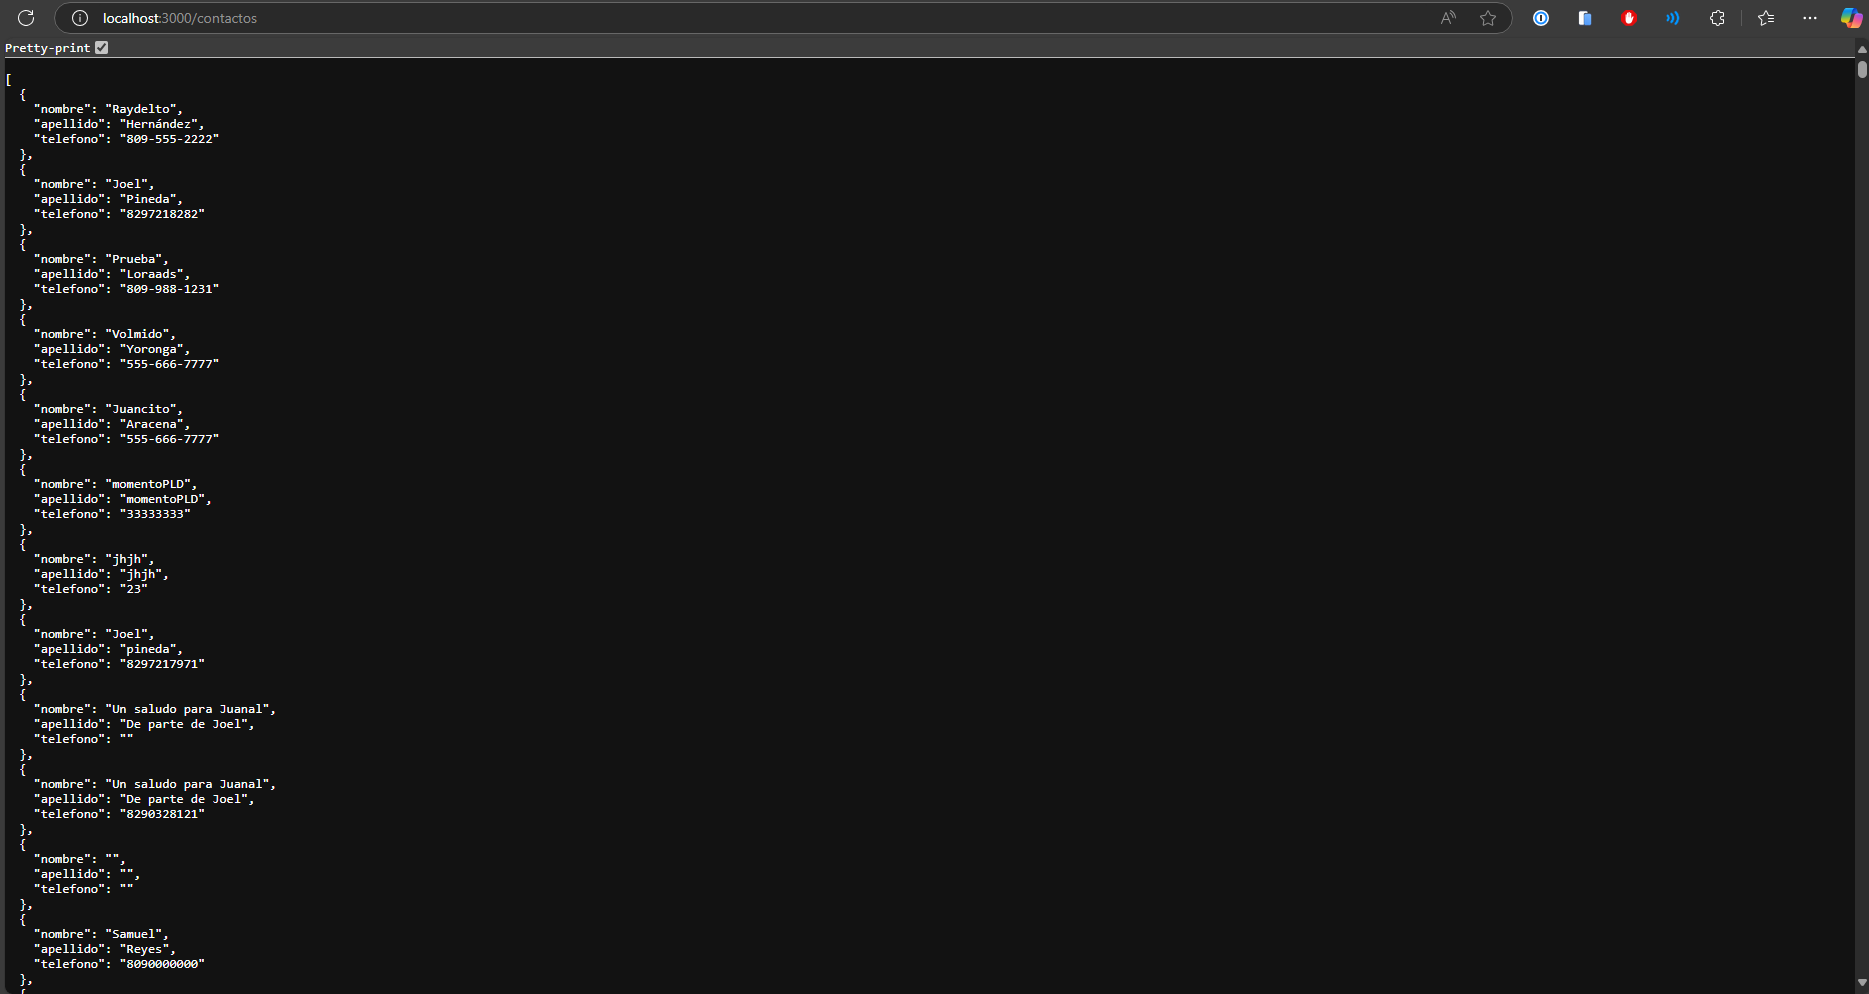 localhost:3000/contactos
Pretty-print
[
  {
    "nombre": "Raydelto",
    "apellido": "Hernández",
    "telefono": "809-555-2222"
  },
  {
    "nombre": "Joel",
    "apellido": "Pineda",
    "telefono": "8297218282"
  },
  {
    "nombre": "Prueba",
    "apellido": "Loraads",
    "telefono": "809-988-1231"
  },
  {
    "nombre": "Volmido",
    "apellido": "Yoronga",
    "telefono": "555-666-7777"
  },
  {
    "nombre": "Juancito",
    "apellido": "Aracena",
    "telefono": "555-666-7777"
  },
  {
    "nombre": "momentoPLD",
    "apellido": "momentoPLD",
    "telefono": "33333333"
  },
  {
    "nombre": "jhjh",
    "apellido": "jhjh",
    "telefono": "23"
  },
  {
    "nombre": "Joel",
    "apellido": "pineda",
    "telefono": "8297217971"
  },
  {
    "nombre": "Un saludo para Juanal",
    "apellido": "De parte de Joel",
    "telefono": ""
  },
  {
    "nombre": "Un saludo para Juanal",
    "apellido": "De parte de Joel",
    "telefono": "8290328121"
  },
  {
    "nombre": "",
    "apellido": "",
    "telefono": ""
  },
  {
    "nombre": "Samuel",
    "apellido": "Reyes",
    "telefono": "8090000000"
  },
  {